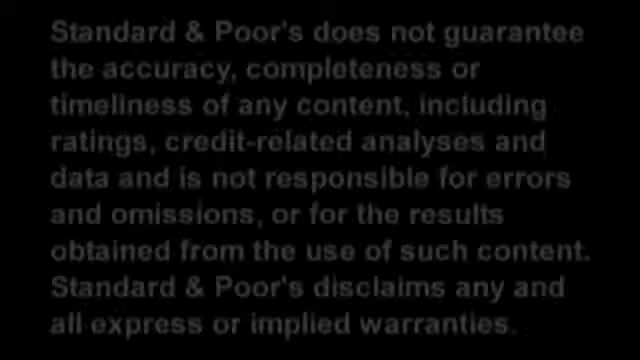 Standard & Poor's does not guarantee
the accuracy, completeness or
timeliness of any content, including
ratings, credit-related analyses and
data and is not responsible for errors
and omissions, or for the results
obtained from the use of such content.
Standard & Poor's disclaims any and
all express or implied warranties.